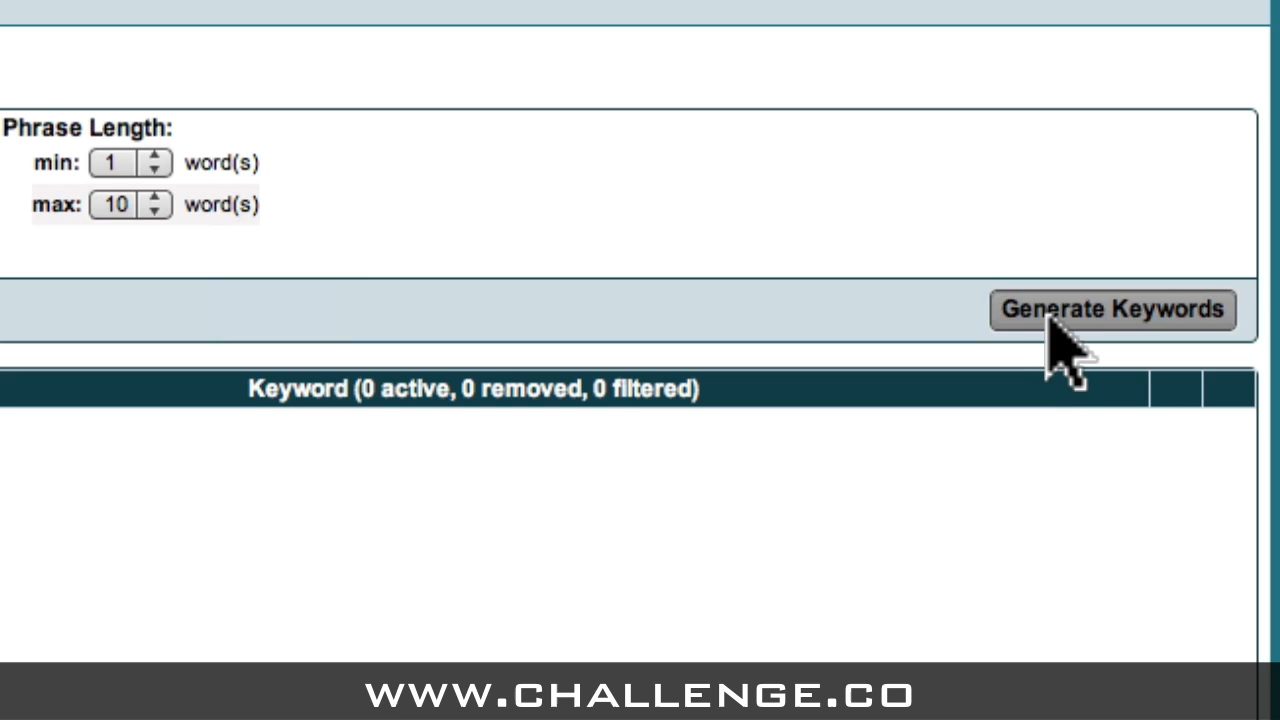 Phrase Length:
min: 1 word(s)
max: 10 word(s)
Generate Keywords
Keyword (0 active, 0 removed, 0 filtered)
WWW.CHALLENGE.CO